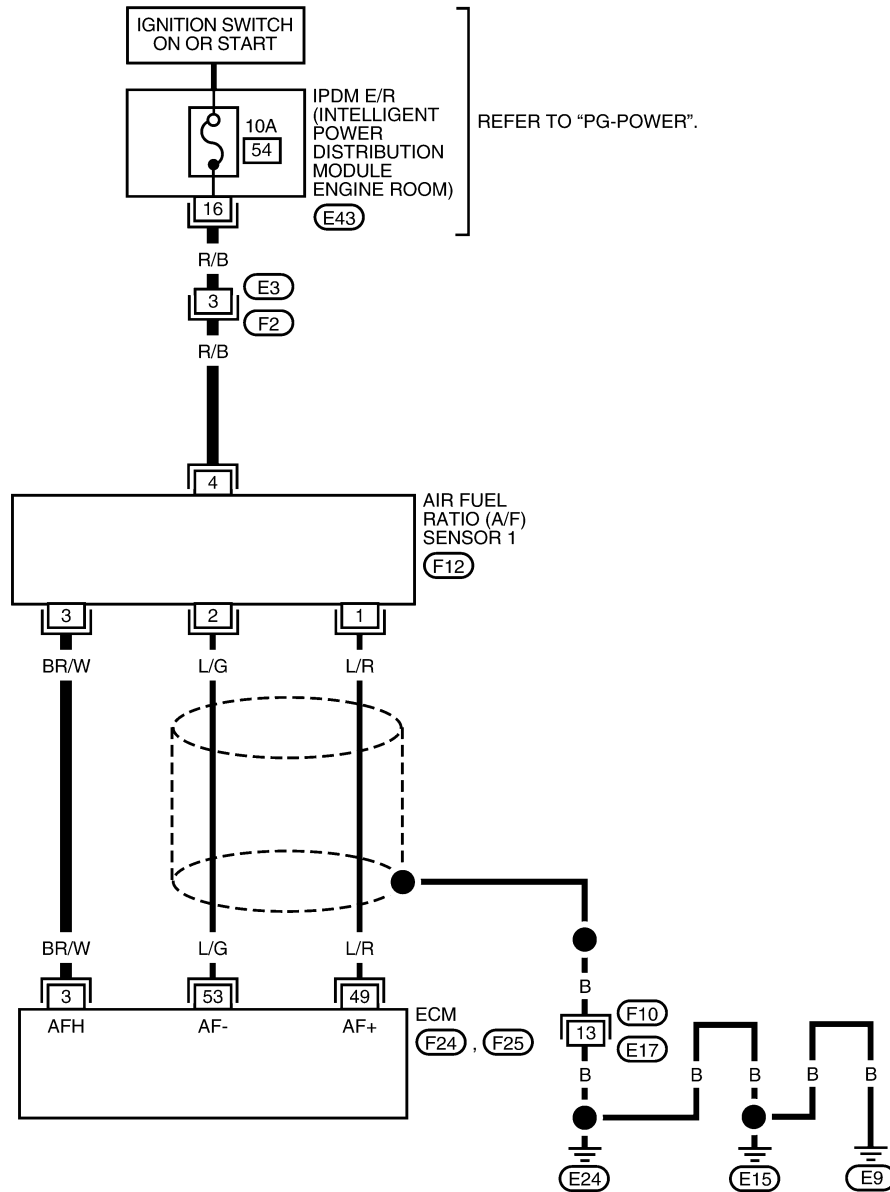 IGNITION SWITCH
ON OR START
IPDM E/R
(INTELLIGENT
POWER
DISTRIBUTION
MODULE
ENGINE ROOM)
E43
10A
54
16
REFER TO “PG-POWER”.
R/B
3
E3
F2
R/B
4
AIR FUEL
RATIO (A/F)
SENSOR 1
F12
3 2 1
BR/W L/G L/R
BR/W L/G L/R
3 53 49
AFH AF- AF+
ECM
F24 , F25
B
13
F10
E17
B B B B B
E24 E15 E9